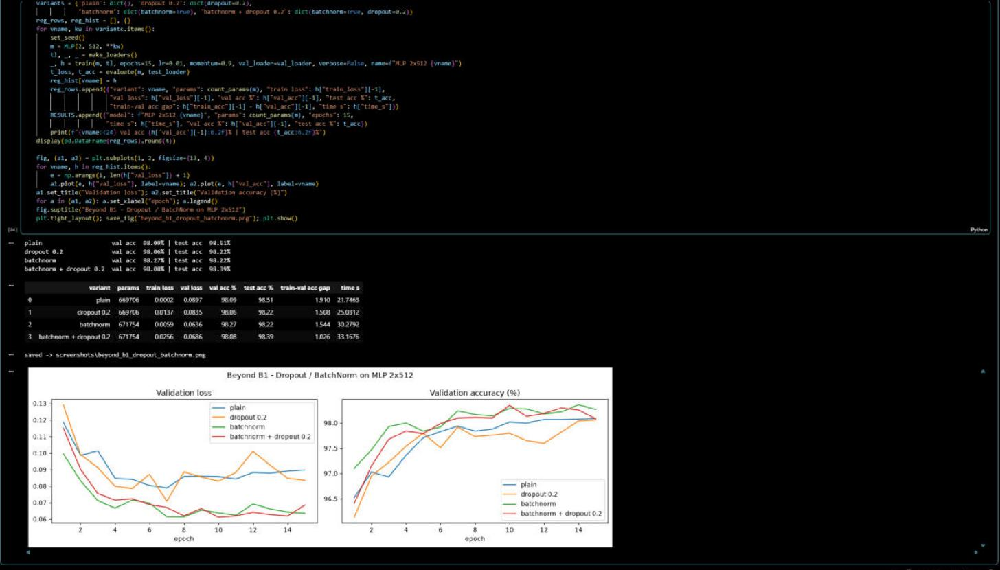 variants = {"plain": dict(), "dropout 0.2": dict(dropout=0.2),
"batchnorm": dict(batchnorm=True), "batchnorm + dropout 0.2": dict(batchnorm=True, dropout=0.2)}
reg_rows, reg_hist = [], {}
for vname, kw in variants.items():
set_seed()
m = MLP(2, 512, **kw)
tl, _, _ = make_loaders()
_, h = train(m, tl, epochs=15, lr=0.01, momentum=0.9, val_loader=val_loader, verbose=False, name=f"MLP 2x512 {vname}")
t_loss, t_acc = evaluate(m, test_loader)
reg_hist[vname] = h
reg_rows.append({"variant": vname, "params": count_params(m), "train loss": h["train_loss"][-1],
"val loss": h["val_loss"][-1], "val acc %": h["val_acc"][-1], "test acc %": t_acc,
"train-val acc gap": h["train_acc"][-1] - h["val_acc"][-1], "time s": h["time_s"]})
RESULTS.append({"model": f"MLP 2x512 {vname}", "params": count_params(m), "epochs": 15,
"time s": h["time_s"], "val acc %": h["val_acc"][-1], "test acc %": t_acc})
print(f"{vname:<24} val acc {h['val_acc'][-1]:6.2f}% | test acc {t_acc:6.2f}%")
display(pd.DataFrame(reg_rows).round(4))
fig, (a1, a2) = plt.subplots(1, 2, figsize=(13, 4))
for vname, h in reg_hist.items():
e = np.arange(1, len(h["val_loss"]) + 1)
a1.plot(e, h["val_loss"], label=vname); a2.plot(e, h["val_acc"], label=vname)
a1.set_title("Validation loss"); a2.set_title("Validation accuracy (%)")
for a in (a1, a2): a.set_xlabel("epoch"); a.legend()
fig.suptitle("Beyond B1 - Dropout / BatchNorm on MLP 2x512")
plt.tight_layout(); save_fig("beyond_b1_dropout_batchnorm.png"); plt.show()
[34] Python
... plain val acc 98.09% | test acc 98.51%
dropout 0.2 val acc 98.06% | test acc 98.22%
batchnorm val acc 98.27% | test acc 98.22%
batchnorm + dropout 0.2 val acc 98.08% | test acc 98.39%
... variant params train loss val loss val acc % test acc % train-val acc gap time s
0 plain 669706 0.0002 0.0897 98.09 98.51 1.910 21.7463
1 dropout 0.2 669706 0.0137 0.0835 98.06 98.22 1.508 25.0312
2 batchnorm 671754 0.0059 0.0636 98.27 98.22 1.544 30.2792
3 batchnorm + dropout 0.2 671754 0.0256 0.0686 98.08 98.39 1.026 33.1676
... saved -> screenshots\beyond_b1_dropout_batchnorm.png
...
Beyond B1 - Dropout / BatchNorm on MLP 2x512
Validation loss
0.13
0.12
0.11
0.10
0.09
0.08
0.07
0.06
plain
dropout 0.2
batchnorm
batchnorm + dropout 0.2
2 4 6 8 10 12 14
epoch
Validation accuracy (%)
98.0
97.5
97.0
96.5
plain
dropout 0.2
batchnorm
batchnorm + dropout 0.2
2 4 6 8 10 12 14
epoch